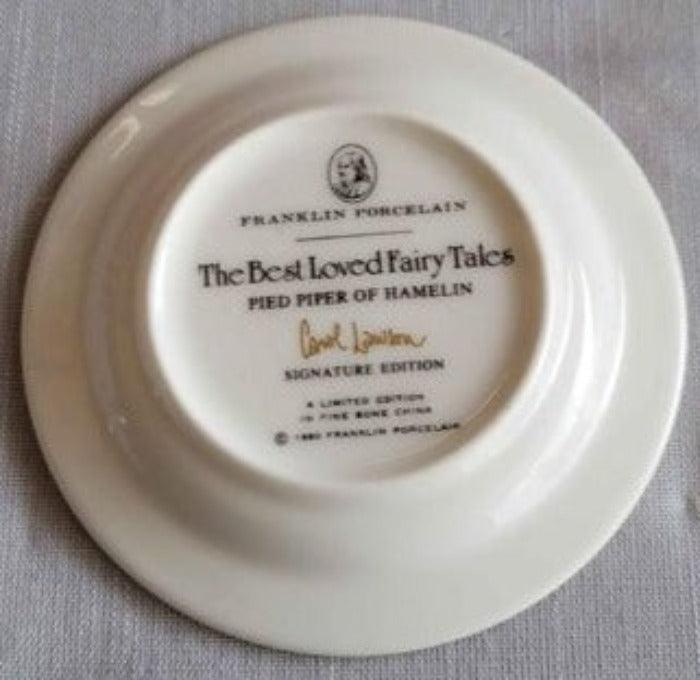 FRANKLIN PORCELAIN
The Best Loved Fairy Tales
PIED PIPER OF HAMELIN
Carol Lawson
SIGNATURE EDITION
A LIMITED EDITION
IN FINE BONE CHINA
© 1980 FRANKLIN PORCELAIN